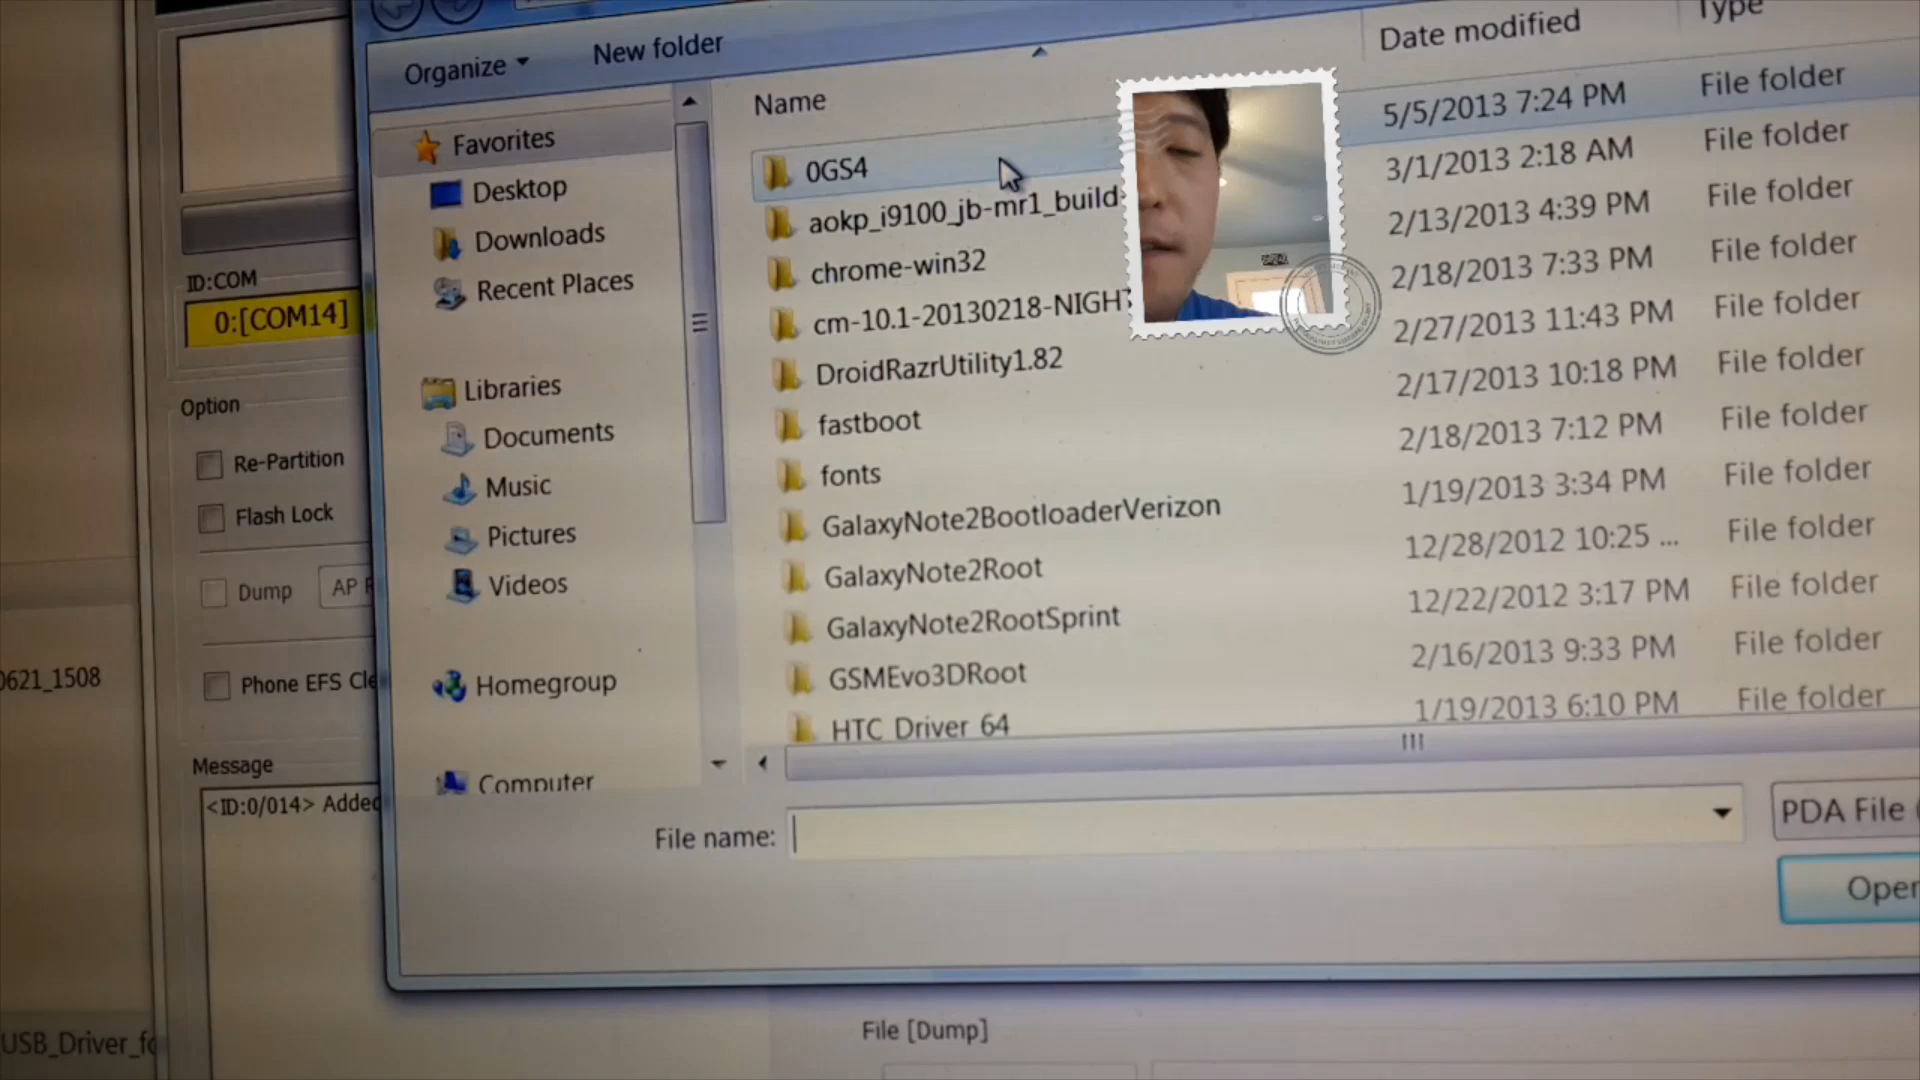 Organize
New folder
Date modified
Type
Name
Favorites
Desktop
Downloads
Recent Places
Libraries
Documents
Music
Pictures
Videos
Homegroup
Computer
0GS4
5/5/2013 7:24 PM
File folder
aokp_i9100_jb-mr1_build-
3/1/2013 2:18 AM
File folder
chrome-win32
2/13/2013 4:39 PM
File folder
cm-10.1-20130218-NIGHT
2/18/2013 7:33 PM
File folder
DroidRazrUtility1.82
2/27/2013 11:43 PM
File folder
fastboot
2/17/2013 10:18 PM
File folder
fonts
2/18/2013 7:12 PM
File folder
GalaxyNote2BootloaderVerizon
1/19/2013 3:34 PM
File folder
GalaxyNote2Root
12/28/2012 10:25 ...
File folder
GalaxyNote2RootSprint
12/22/2012 3:17 PM
File folder
GSMEvo3DRoot
2/16/2013 9:33 PM
File folder
HTC Driver 64
1/19/2013 6:10 PM
File folder
File name:
PDA File (
Open
ID:COM
0:[COM14]
Option
Re-Partition
Flash Lock
Dump
AP
Phone EFS Cle
Message
<ID:0/014> Added
0621_1508
USB_Driver_fo
File [Dump]